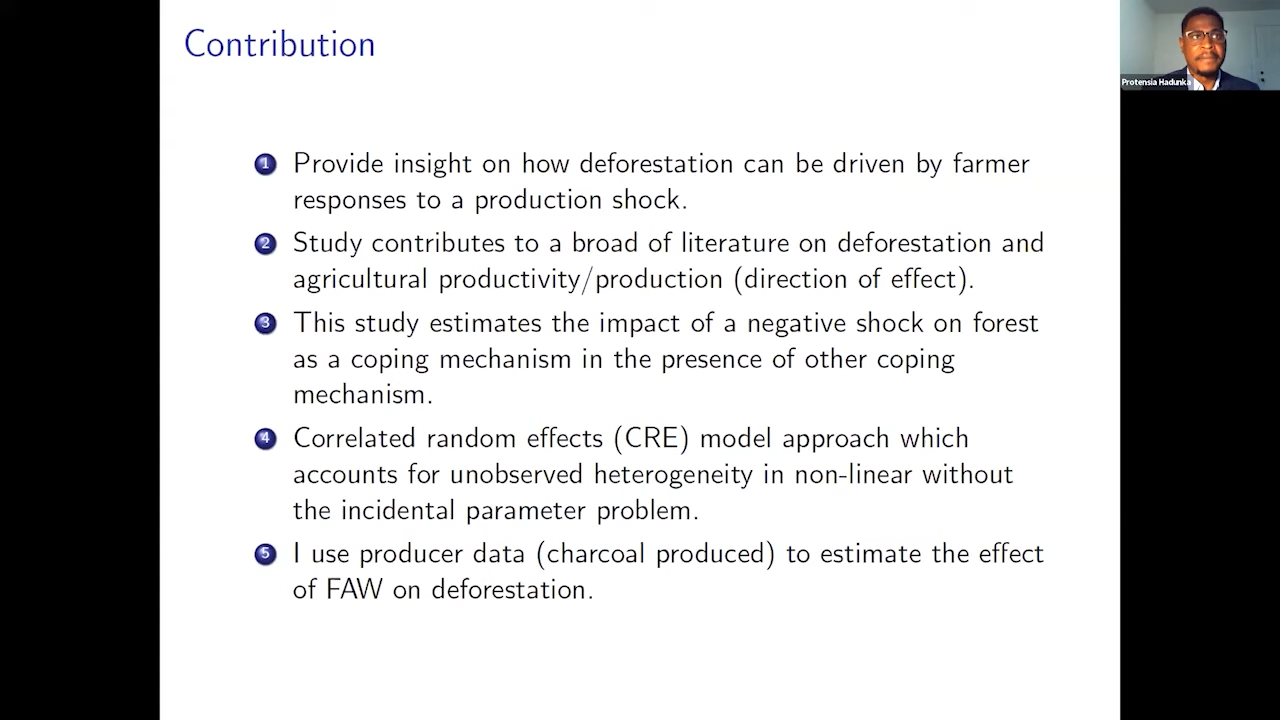 Contribution
Protensia Hadunka
1 Provide insight on how deforestation can be driven by farmer
responses to a production shock.
2 Study contributes to a broad of literature on deforestation and
agricultural productivity/production (direction of effect).
3 This study estimates the impact of a negative shock on forest
as a coping mechanism in the presence of other coping
mechanism.
4 Correlated random effects (CRE) model approach which
accounts for unobserved heterogeneity in non-linear without
the incidental parameter problem.
5 I use producer data (charcoal produced) to estimate the effect
of FAW on deforestation.